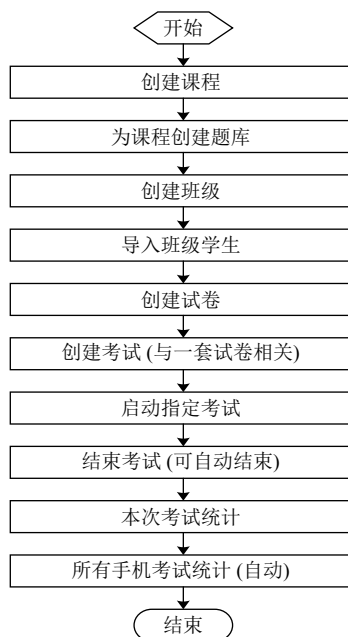 开始
创建课程
为课程创建题库
创建班级
导入班级学生
创建试卷
创建考试 (与一套试卷相关)
启动指定考试
结束考试 (可自动结束)
本次考试统计
所有手机考试统计 (自动)
结束